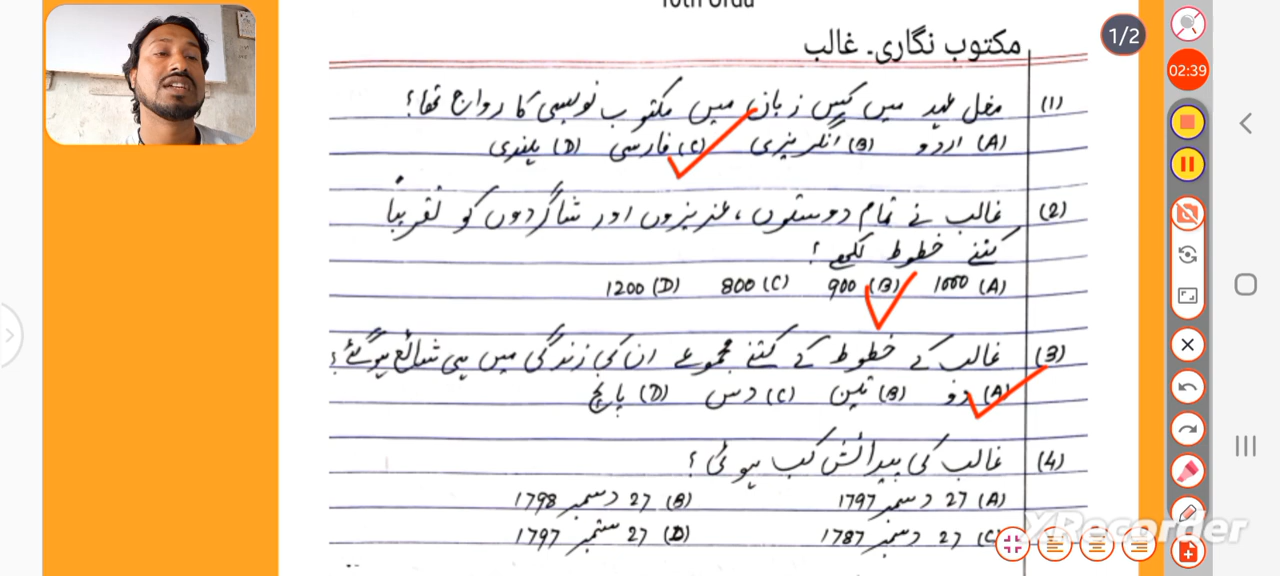 10th Urdu
1/2
02:39
مکتوب نگاری۔ غالب
(1) مغل عہد میں کِس زبان میں مکتوب نویسی کا رواج تھا؟
(A) اردو (B) انگریزی (C) فارسی (D) ہندی
(2) غالب نے تمام دوستوں، عزیزوں اور شاگردوں کو تقریباً
کتنے خطوط لکھے؟
(A) 1000 (B) 900 (C) 800 (D) 1200
(3) غالب کے خطوط کے کتنے مجموعے ان کی زندگی میں ہی شائع ہوگئے؟
(A) دو (B) تین (C) دس (D) پانچ
(4) غالب کی پیدائش کب ہوئی؟
(A) 27 دسمبر 1797 (B) 27 دسمبر 1798
(C) 27 دسمبر 1787 (D) 27 ستمبر 1797
XRecorder